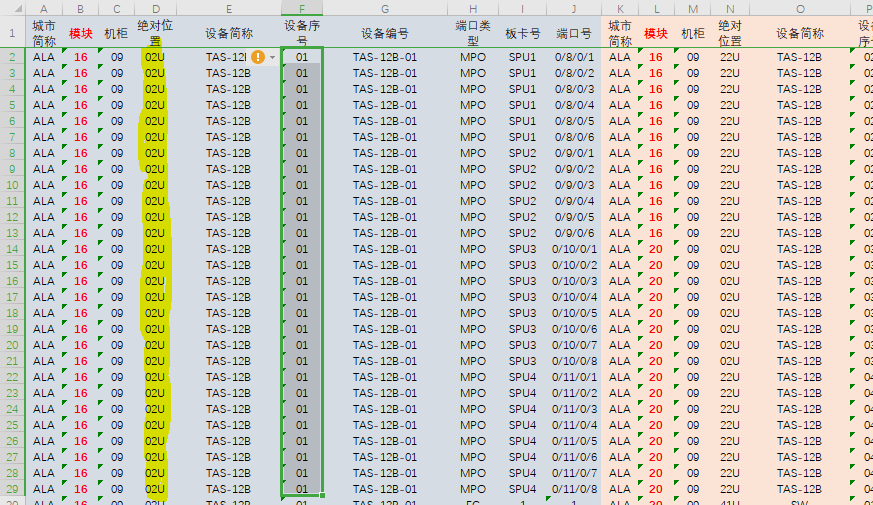 A B C D E F G H I J K L M N O P
1 城市简称 模块 机柜 绝对位置 设备简称 设备序号 设备编号 端口类型 板卡号 端口号 城市简称 模块 机柜 绝对位置 设备简称
2 ALA 16 09 02U TAS-12B 01 TAS-12B-01 MPO SPU1 0/8/0/1 ALA 16 09 22U TAS-12B 02
3 ALA 16 09 02U TAS-12B 01 TAS-12B-01 MPO SPU1 0/8/0/2 ALA 16 09 22U TAS-12B 02
4 ALA 16 09 02U TAS-12B 01 TAS-12B-01 MPO SPU1 0/8/0/3 ALA 16 09 22U TAS-12B 02
5 ALA 16 09 02U TAS-12B 01 TAS-12B-01 MPO SPU1 0/8/0/4 ALA 16 09 22U TAS-12B 02
6 ALA 16 09 02U TAS-12B 01 TAS-12B-01 MPO SPU1 0/8/0/5 ALA 16 09 22U TAS-12B 02
7 ALA 16 09 02U TAS-12B 01 TAS-12B-01 MPO SPU1 0/8/0/6 ALA 16 09 22U TAS-12B 02
8 ALA 16 09 02U TAS-12B 01 TAS-12B-01 MPO SPU2 0/9/0/1 ALA 16 09 22U TAS-12B 02
9 ALA 16 09 02U TAS-12B 01 TAS-12B-01 MPO SPU2 0/9/0/2 ALA 16 09 22U TAS-12B 02
10 ALA 16 09 02U TAS-12B 01 TAS-12B-01 MPO SPU2 0/9/0/3 ALA 16 09 22U TAS-12B 02
11 ALA 16 09 02U TAS-12B 01 TAS-12B-01 MPO SPU2 0/9/0/4 ALA 16 09 22U TAS-12B 02
12 ALA 16 09 02U TAS-12B 01 TAS-12B-01 MPO SPU2 0/9/0/5 ALA 16 09 22U TAS-12B 02
13 ALA 16 09 02U TAS-12B 01 TAS-12B-01 MPO SPU2 0/9/0/6 ALA 16 09 22U TAS-12B 02
14 ALA 16 09 02U TAS-12B 01 TAS-12B-01 MPO SPU3 0/10/0/1 ALA 20 09 02U TAS-12B 03
15 ALA 16 09 02U TAS-12B 01 TAS-12B-01 MPO SPU3 0/10/0/2 ALA 20 09 02U TAS-12B 03
16 ALA 16 09 02U TAS-12B 01 TAS-12B-01 MPO SPU3 0/10/0/3 ALA 20 09 02U TAS-12B 03
17 ALA 16 09 02U TAS-12B 01 TAS-12B-01 MPO SPU3 0/10/0/4 ALA 20 09 02U TAS-12B 03
18 ALA 16 09 02U TAS-12B 01 TAS-12B-01 MPO SPU3 0/10/0/5 ALA 20 09 02U TAS-12B 03
19 ALA 16 09 02U TAS-12B 01 TAS-12B-01 MPO SPU3 0/10/0/6 ALA 20 09 02U TAS-12B 03
20 ALA 16 09 02U TAS-12B 01 TAS-12B-01 MPO SPU3 0/10/0/7 ALA 20 09 02U TAS-12B 03
21 ALA 16 09 02U TAS-12B 01 TAS-12B-01 MPO SPU3 0/10/0/8 ALA 20 09 02U TAS-12B 03
22 ALA 16 09 02U TAS-12B 01 TAS-12B-01 MPO SPU4 0/11/0/1 ALA 20 09 22U TAS-12B 04
23 ALA 16 09 02U TAS-12B 01 TAS-12B-01 MPO SPU4 0/11/0/2 ALA 20 09 22U TAS-12B 04
24 ALA 16 09 02U TAS-12B 01 TAS-12B-01 MPO SPU4 0/11/0/3 ALA 20 09 22U TAS-12B 04
25 ALA 16 09 02U TAS-12B 01 TAS-12B-01 MPO SPU4 0/11/0/4 ALA 20 09 22U TAS-12B 04
26 ALA 16 09 02U TAS-12B 01 TAS-12B-01 MPO SPU4 0/11/0/5 ALA 20 09 22U TAS-12B 04
27 ALA 16 09 02U TAS-12B 01 TAS-12B-01 MPO SPU4 0/11/0/6 ALA 20 09 22U TAS-12B 04
28 ALA 16 09 02U TAS-12B 01 TAS-12B-01 MPO SPU4 0/11/0/7 ALA 20 09 22U TAS-12B 04
29 ALA 16 09 02U TAS-12B 01 TAS-12B-01 MPO SPU4 0/11/0/8 ALA 20 09 22U TAS-12B 04